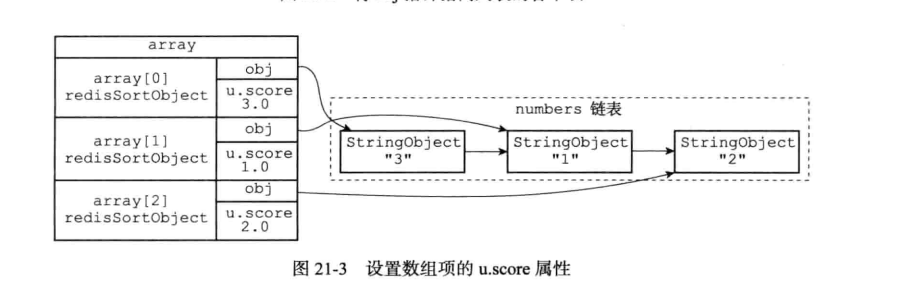 array
array[0]
redisSortObject
obj
u.score
3.0
array[1]
redisSortObject
obj
u.score
1.0
array[2]
redisSortObject
obj
u.score
2.0
numbers 链表
StringObject
"3"
StringObject
"1"
StringObject
"2"
图 21-3 设置数组项的 u.score 属性